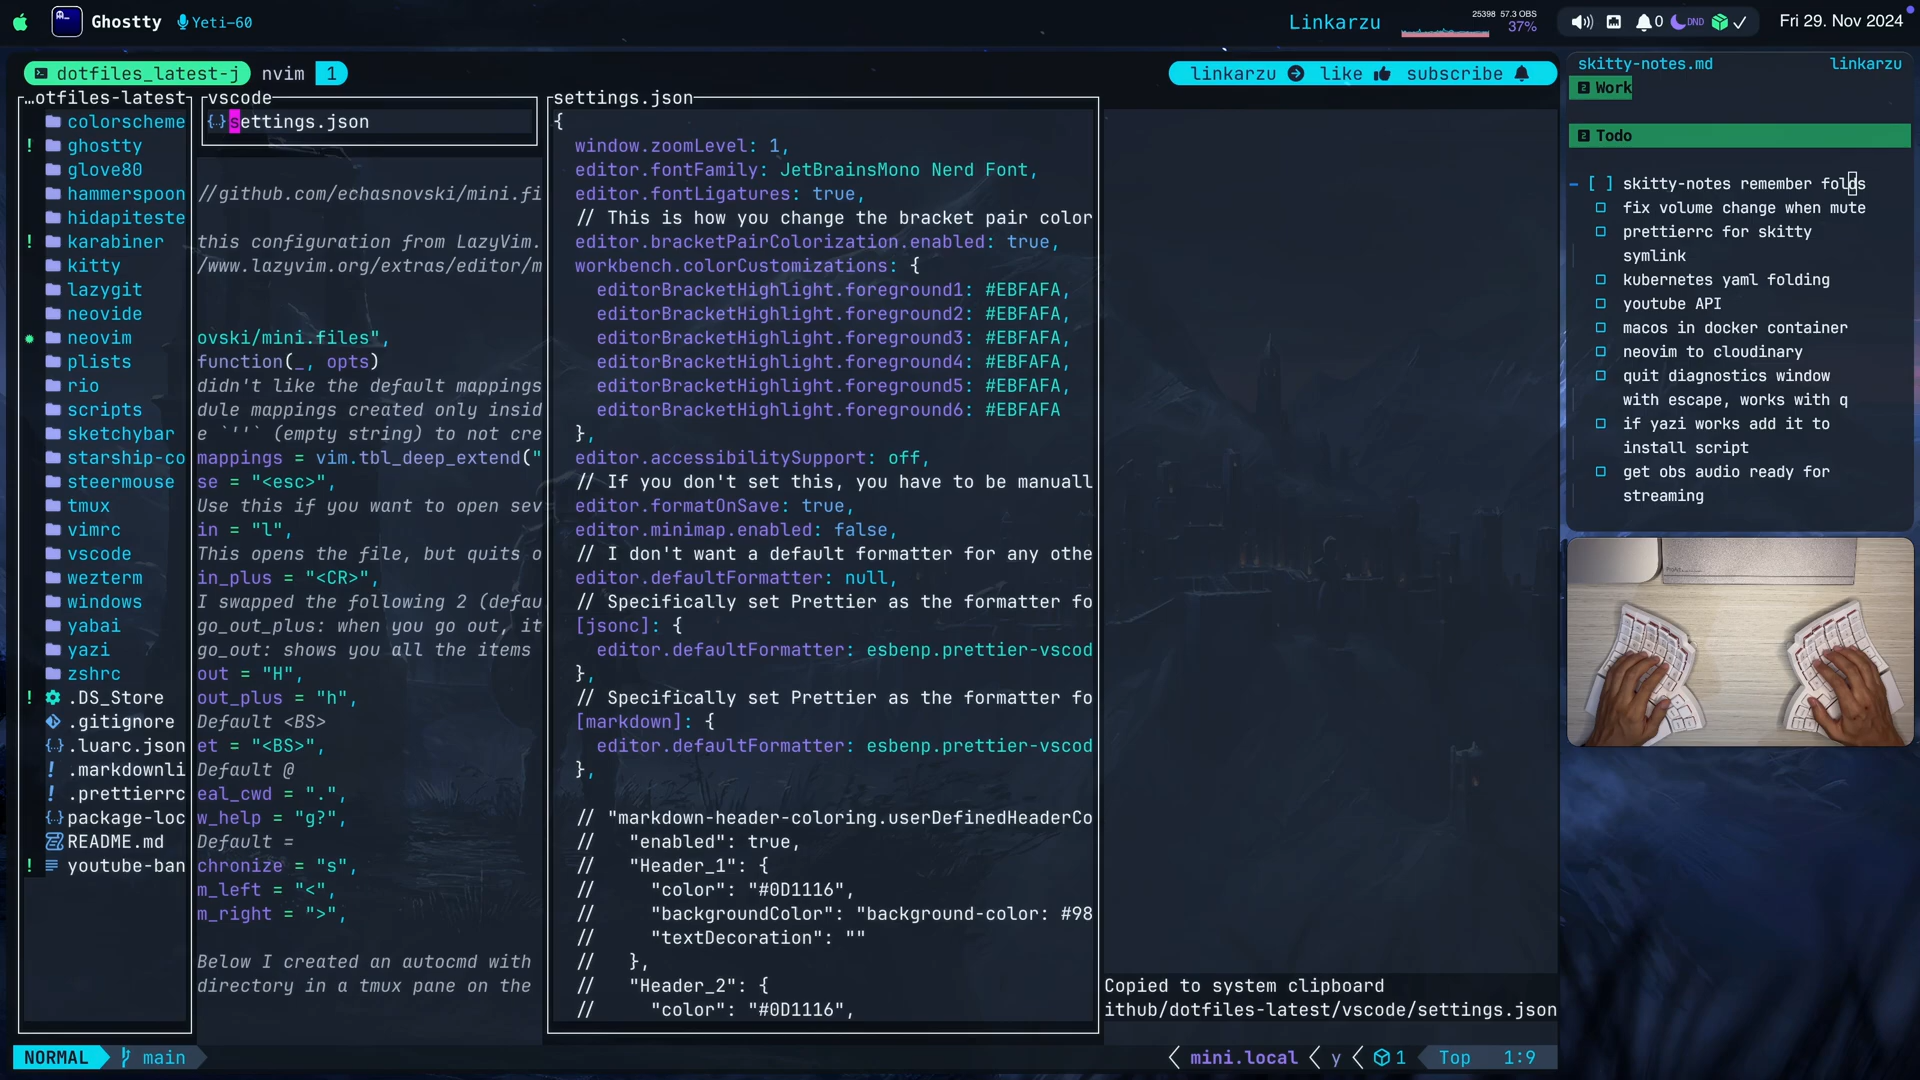 Ghostty
Yeti-60
Linkarzu
25398 57.3 OBS
37%
0
DND
Fri 29. Nov 2024
dotfiles_latest-j nvim 1
linkarzu like subscribe
…otfiles-latest
colorscheme
! ghostty
glove80
hammerspoon
hidapiteste
! karabiner
kitty
lazygit
neovide
neovim
plists
rio
scripts
sketchybar
starship-co
steermouse
tmux
vimrc
vscode
wezterm
windows
yabai
yazi
zshrc
! .DS_Store
.gitignore
{..} .luarc.json
! .markdownli
! .prettierrc
{..} package-loc
README.md
! youtube-ban
vscode
{..} settings.json
//github.com/echasnovski/mini.fi
this configuration from LazyVim.
/www.lazyvim.org/extras/editor/m
ovski/mini.files",
function(_, opts)
didn't like the default mappings
dule mappings created only insid
e `''` (empty string) to not cre
mappings = vim.tbl_deep_extend("
se = "<esc>",
Use this if you want to open sev
in = "l",
This opens the file, but quits o
in_plus = "<CR>",
I swapped the following 2 (defau
go_out_plus: when you go out, it
go_out: shows you all the items
out = "H",
out_plus = "h",
Default <BS>
et = "<BS>",
Default @
eal_cwd = ".",
w_help = "g?",
Default =
chronize = "s",
m_left = "<",
m_right = ">",
Below I created an autocmd with
directory in a tmux pane on the
settings.json
{
window.zoomLevel: 1,
editor.fontFamily: JetBrainsMono Nerd Font,
editor.fontLigatures: true,
// This is how you change the bracket pair color
editor.bracketPairColorization.enabled: true,
workbench.colorCustomizations: {
editorBracketHighlight.foreground1: #EBFAFA,
editorBracketHighlight.foreground2: #EBFAFA,
editorBracketHighlight.foreground3: #EBFAFA,
editorBracketHighlight.foreground4: #EBFAFA,
editorBracketHighlight.foreground5: #EBFAFA,
editorBracketHighlight.foreground6: #EBFAFA
},
editor.accessibilitySupport: off,
// If you don't set this, you have to be manuall
editor.formatOnSave: true,
editor.minimap.enabled: false,
// I don't want a default formatter for any othe
editor.defaultFormatter: null,
// Specifically set Prettier as the formatter fo
[jsonc]: {
editor.defaultFormatter: esbenp.prettier-vscod
},
// Specifically set Prettier as the formatter fo
[markdown]: {
editor.defaultFormatter: esbenp.prettier-vscod
},
// "markdown-header-coloring.userDefinedHeaderCo
// "enabled": true,
// "Header_1": {
// "color": "#0D1116",
// "backgroundColor": "background-color: #98
// "textDecoration": ""
// },
// "Header_2": {
// "color": "#0D1116",
Copied to system clipboard
ithub/dotfiles-latest/vscode/settings.json
NORMAL main
mini.local y 1 Top 1:9
skitty-notes.md linkarzu
2 Work
2 Todo
- [ ] skitty-notes remember folds
fix volume change when mute
prettierrc for skitty
symlink
kubernetes yaml folding
youtube API
macos in docker container
neovim to cloudinary
quit diagnostics window
with escape, works with q
if yazi works add it to
install script
get obs audio ready for
streaming